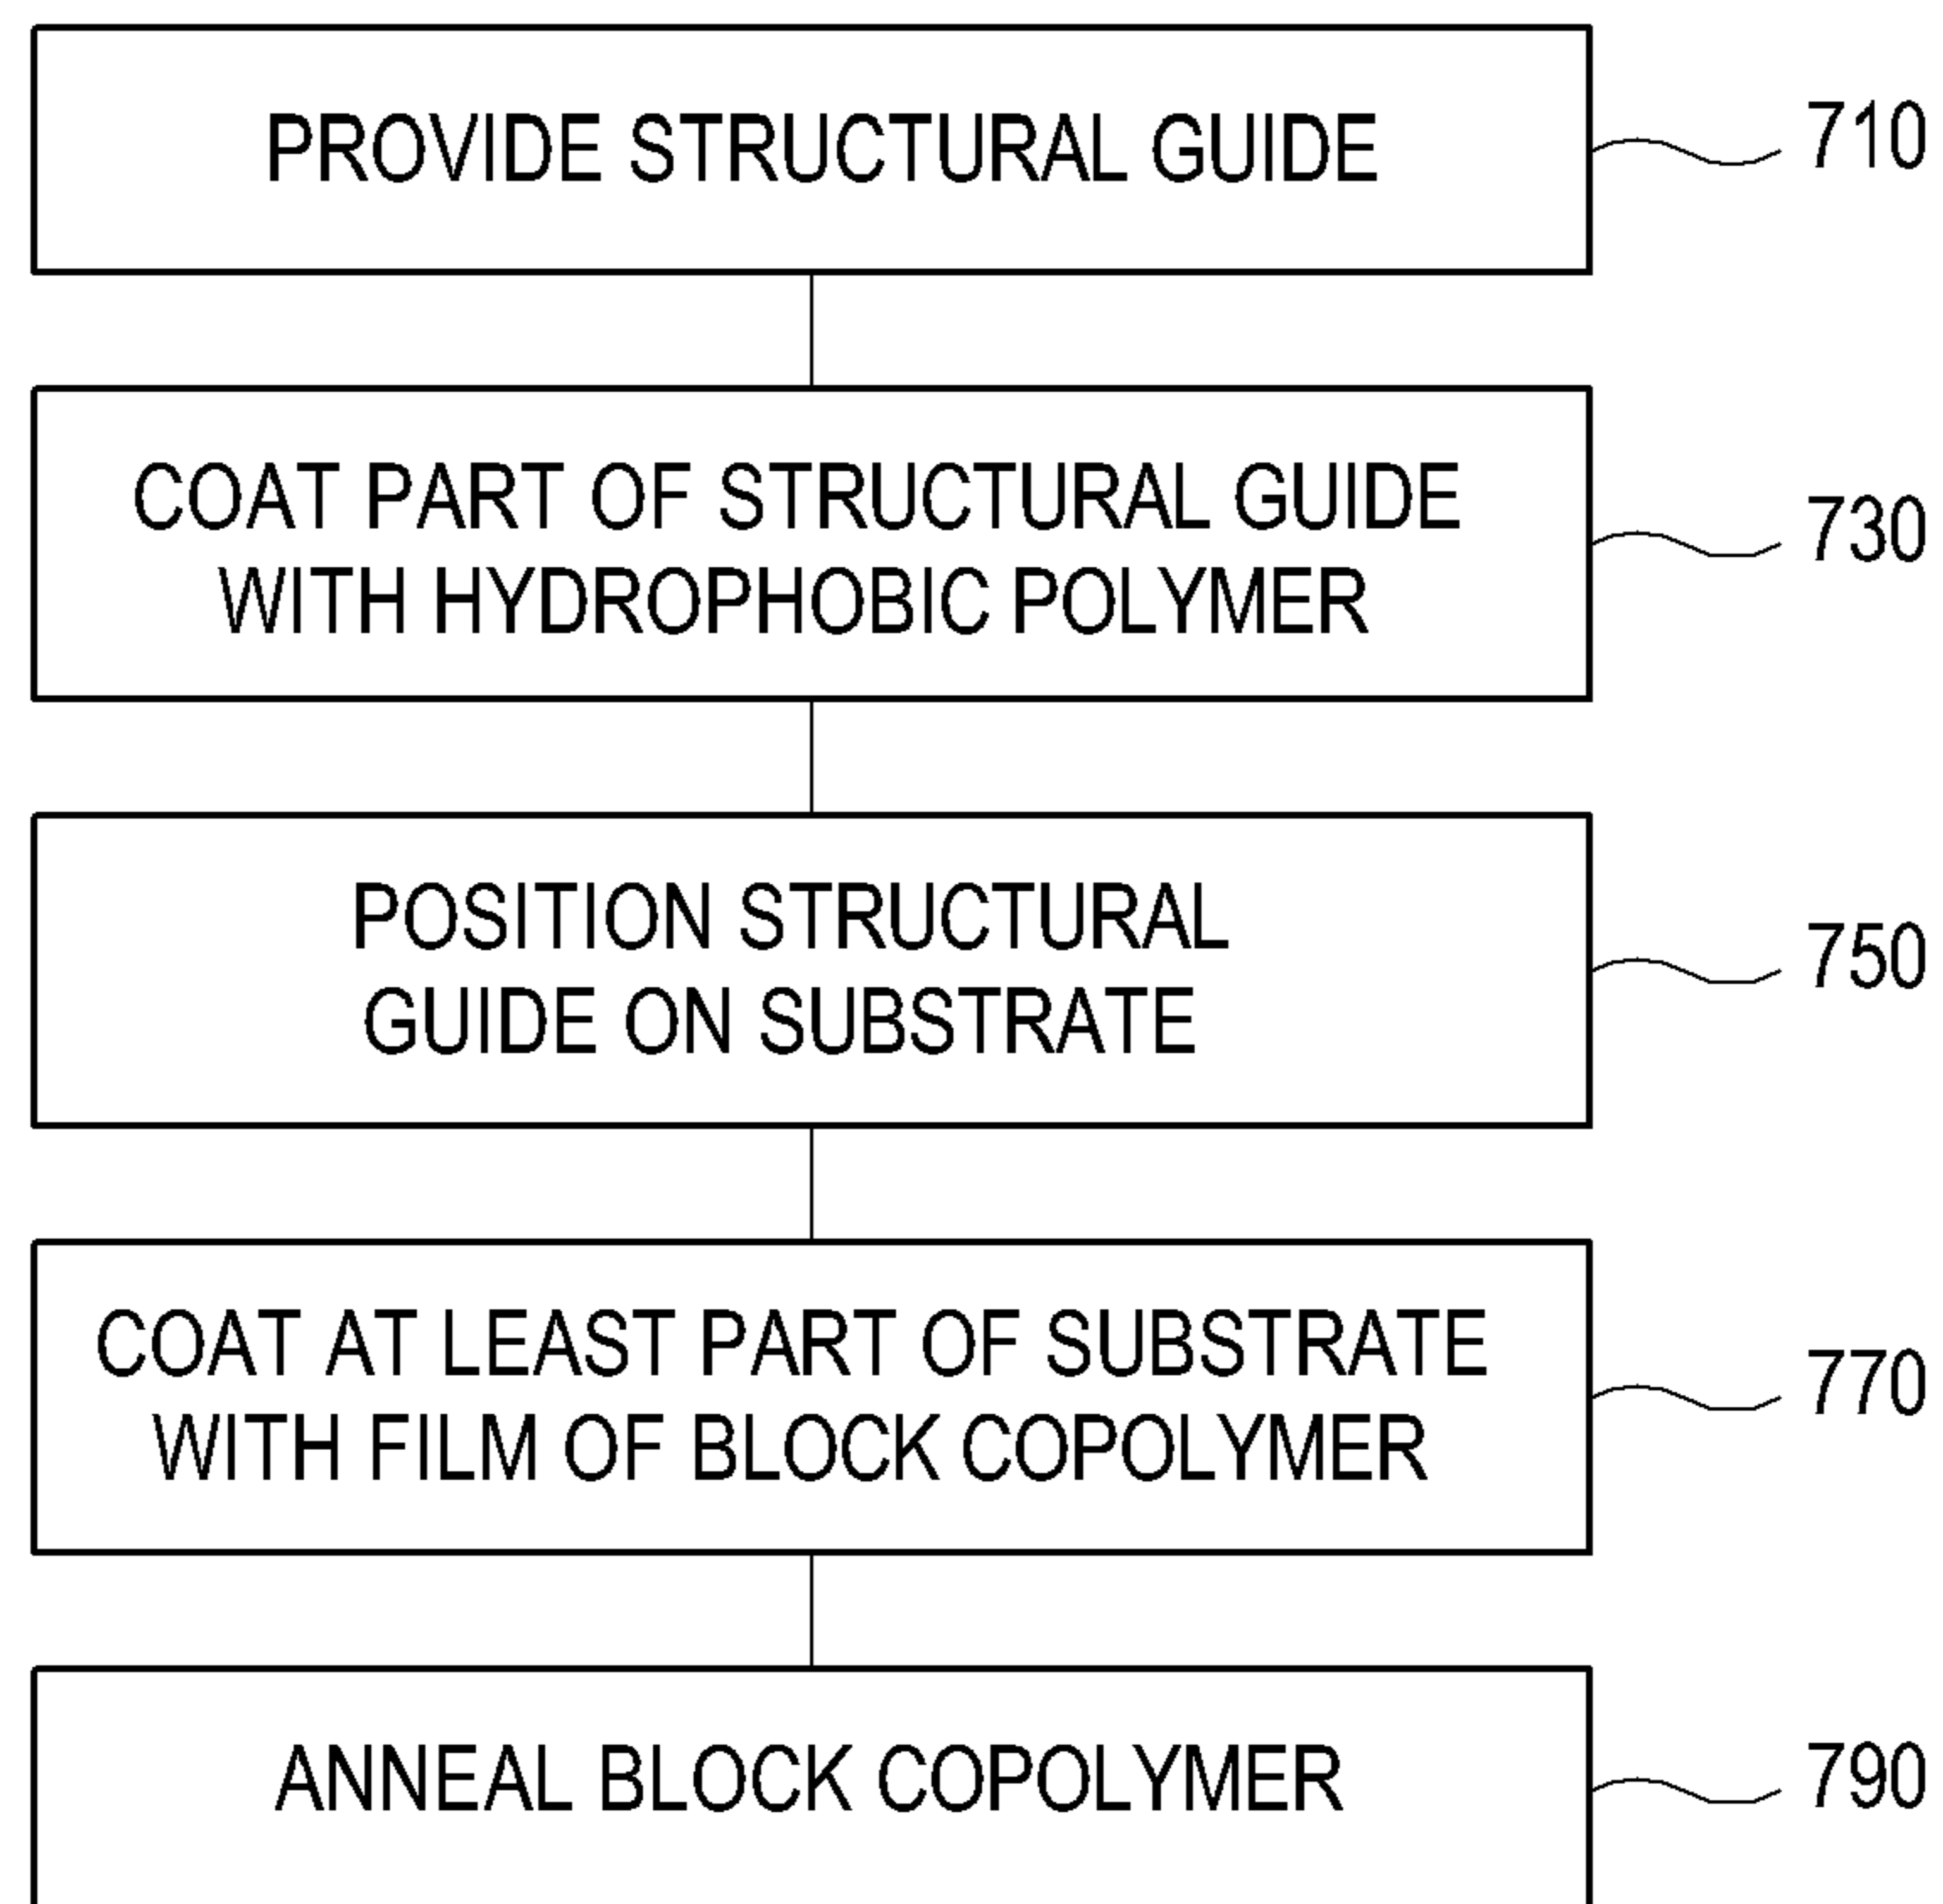 PROVIDE STRUCTURAL GUIDE
710
COAT PART OF STRUCTURAL GUIDE
WITH HYDROPHOBIC POLYMER
730
POSITION STRUCTURAL
GUIDE ON SUBSTRATE
750
COAT AT LEAST PART OF SUBSTRATE
WITH FILM OF BLOCK COPOLYMER
770
ANNEAL BLOCK COPOLYMER
790